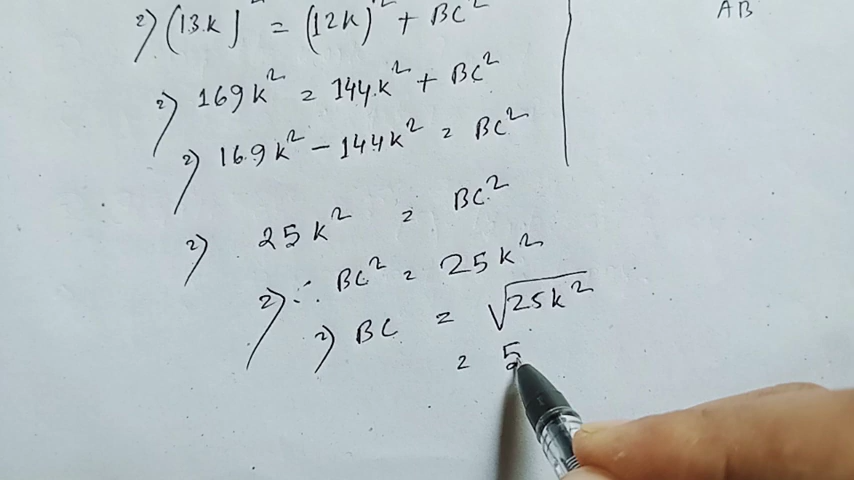 ⇒ (13k)² = (12k)² + BC²
⇒ 169k² = 144k² + BC²
⇒ 169k² - 144k² = BC²
⇒ 25k² = BC²
⇒ ∴ BC² = 25k²
⇒ BC = √25k²
= 5
AB